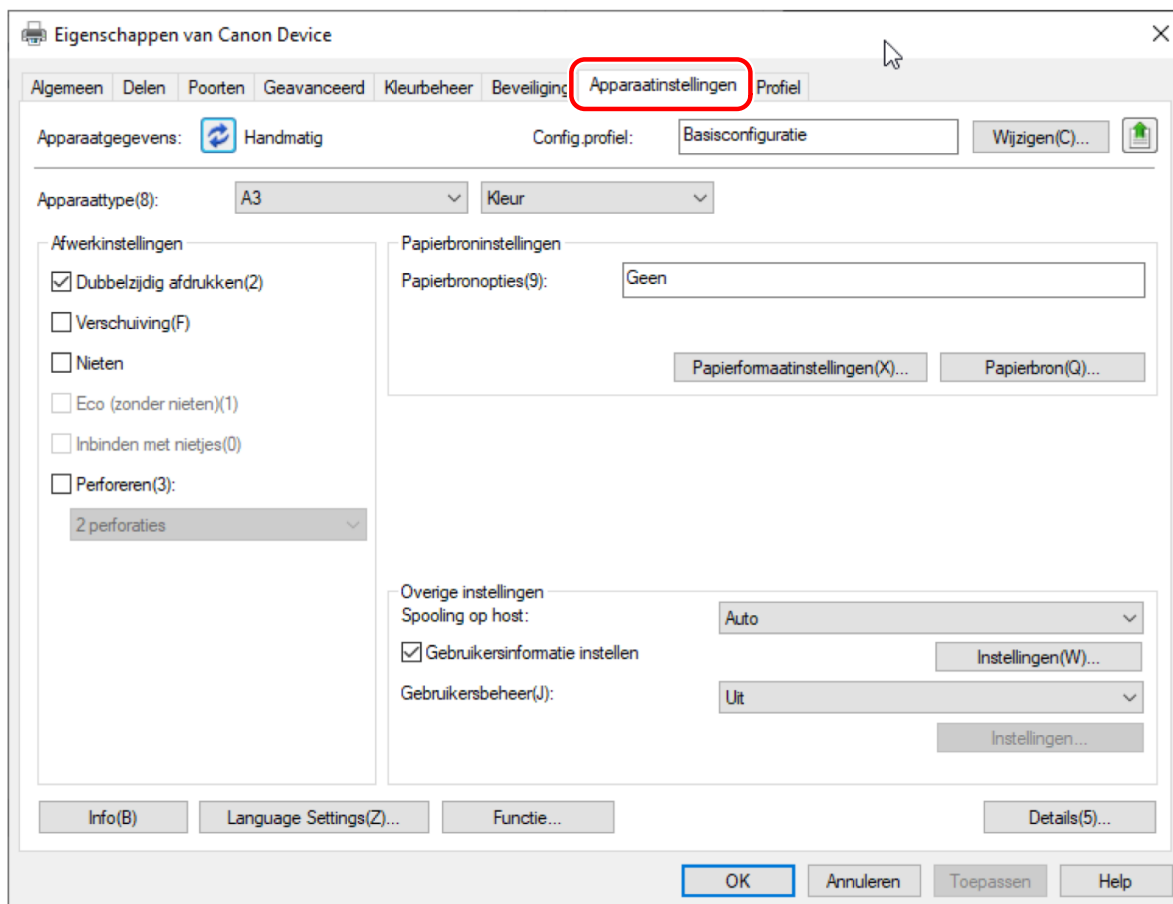 Eigenschappen van Canon Device
Algemeen Delen Poorten Geavanceerd Kleurbeheer Beveiliging Apparaatinstellingen Profiel
Apparaatgegevens: Handmatig Config.profiel: Basisconfiguratie Wijzigen(C)...
Apparaattype(8): A3 Kleur
Afwerkinstellingen
Dubbelzijdig afdrukken(2)
Verschuiving(F)
Nieten
Eco (zonder nieten)(1)
Inbinden met nietjes(0)
Perforeren(3):
2 perforaties
Papierbroninstellingen
Papierbronopties(9): Geen
Papierformaatinstellingen(X)... Papierbron(Q)...
Overige instellingen
Spooling op host: Auto
Gebruikersinformatie instellen Instellingen(W)...
Gebruikersbeheer(J): Uit
Instellingen...
Info(B) Language Settings(Z)... Functie... Details(5)...
OK Annuleren Toepassen Help